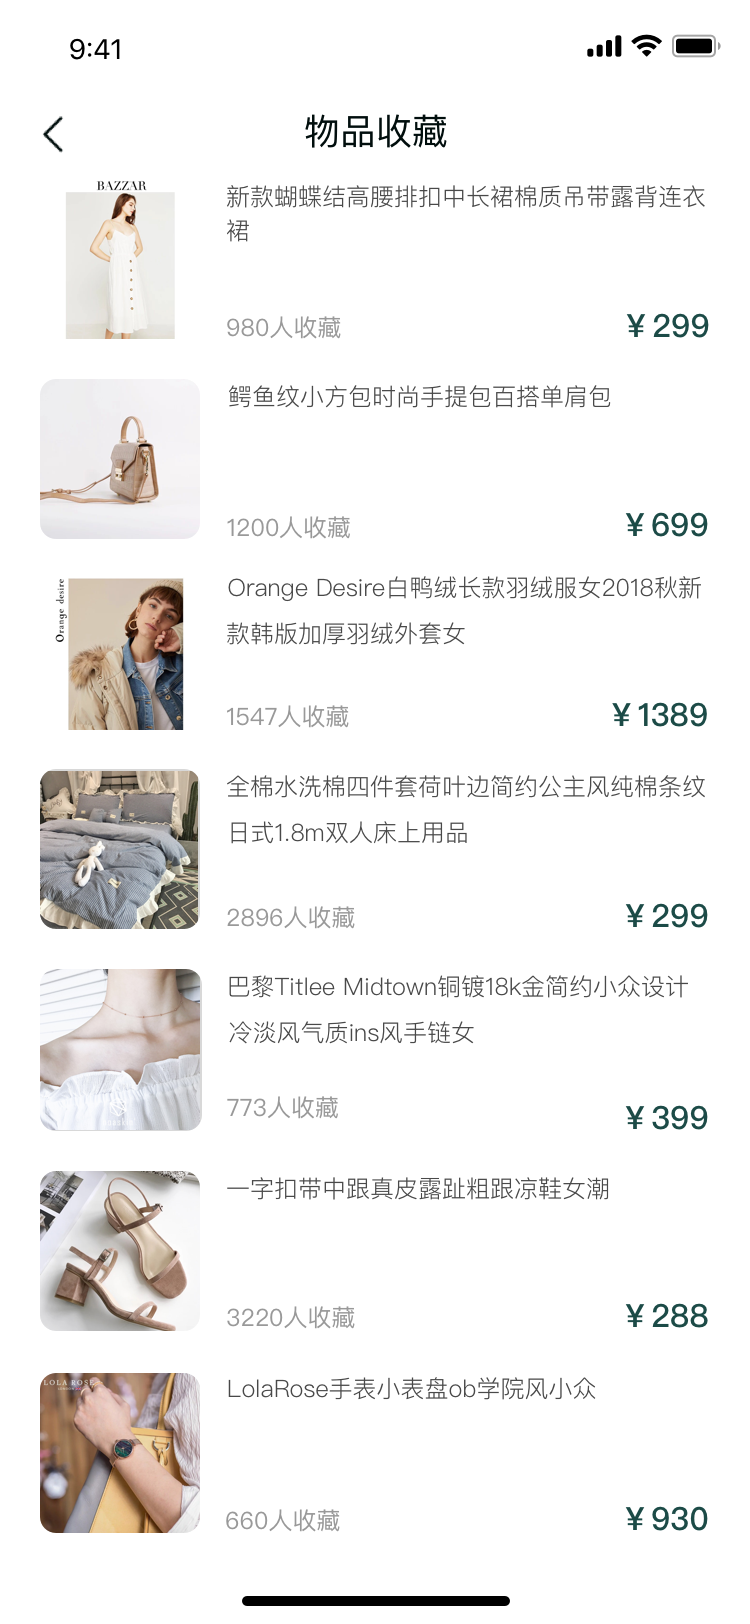 9:41
物品收藏
BAZZAR
新款蝴蝶结高腰排扣中长裙棉质吊带露背连衣
裙
980人收藏
¥ 299
鳄鱼纹小方包时尚手提包百搭单肩包
1200人收藏
¥ 699
Orange desire
Orange Desire白鸭绒长款羽绒服女2018秋新
款韩版加厚羽绒外套女
1547人收藏
¥ 1389
全棉水洗棉四件套荷叶边简约公主风纯棉条纹
日式1.8m双人床上用品
2896人收藏
¥ 299
巴黎Titlee Midtown铜镀18k金简约小众设计
冷淡风气质ins风手链女
773人收藏
¥ 399
一字扣带中跟真皮露趾粗跟凉鞋女潮
3220人收藏
¥ 288
LOLA ROSE
LolaRose手表小表盘ob学院风小众
660人收藏
¥ 930